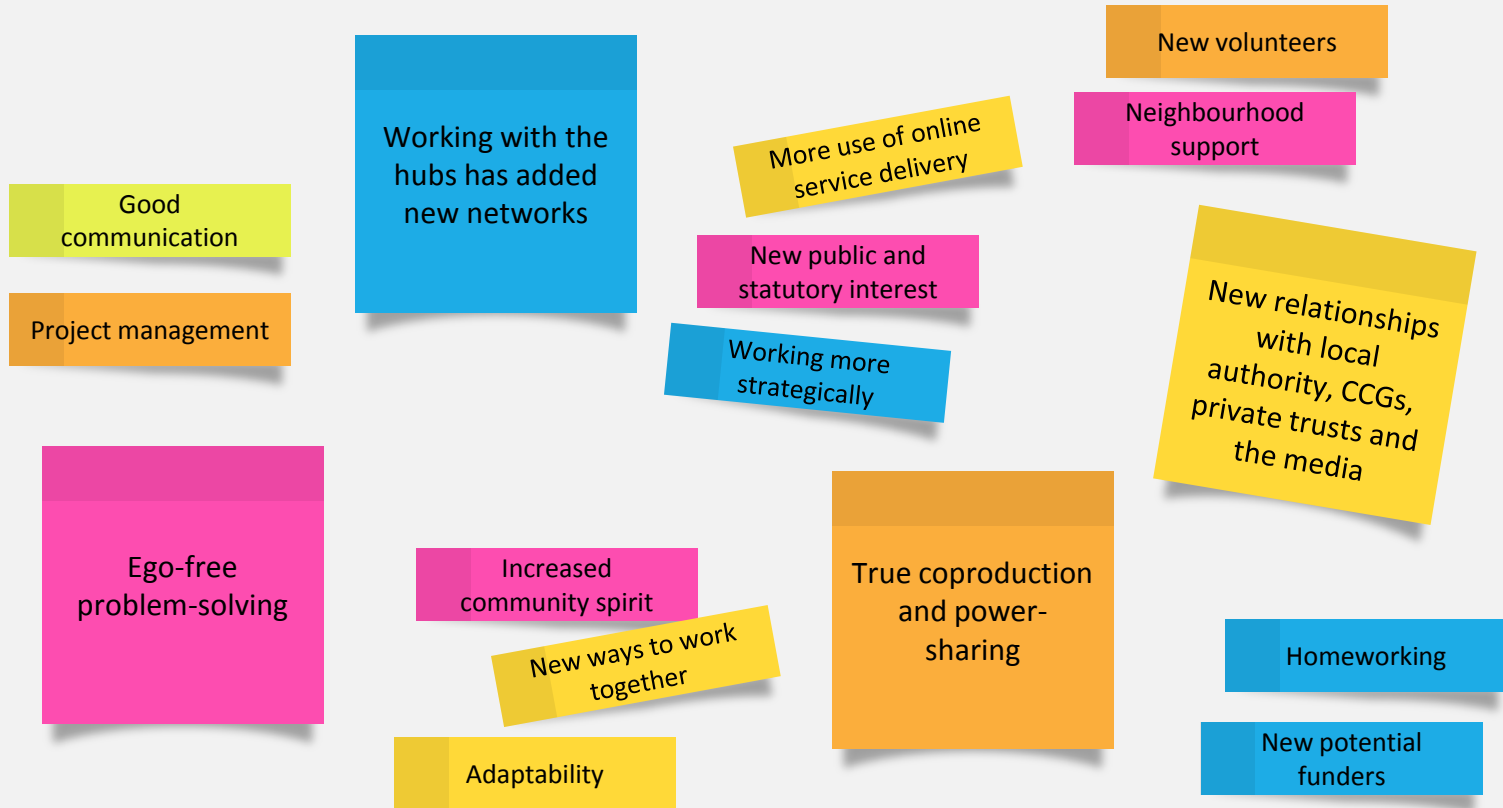 New volunteers
Neighbourhood
support
Working with the
hubs has added
new networks
More use of online
service delivery
Good
communication
New public and
statutory interest
New relationships
with local
authority, CCGs,
private trusts and
the media
Project management
Working more
strategically
Ego-free
problem-solving
Increased
community spirit
True coproduction
and power-
sharing
New ways to work
together
Homeworking
Adaptability
New potential
funders